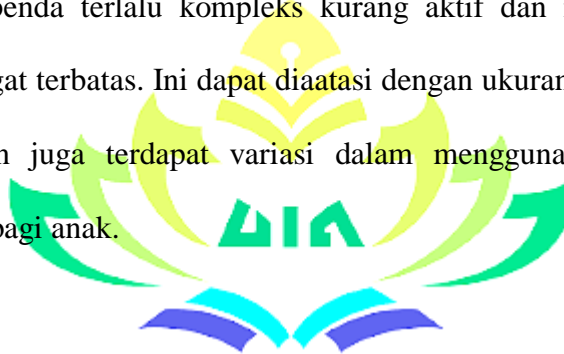 benda terlalu kompleks kurang aktif dan
gat terbatas. Ini dapat diaatasi dengan ukuran
juga terdapat variasi dalam mengguna
bagi anak.